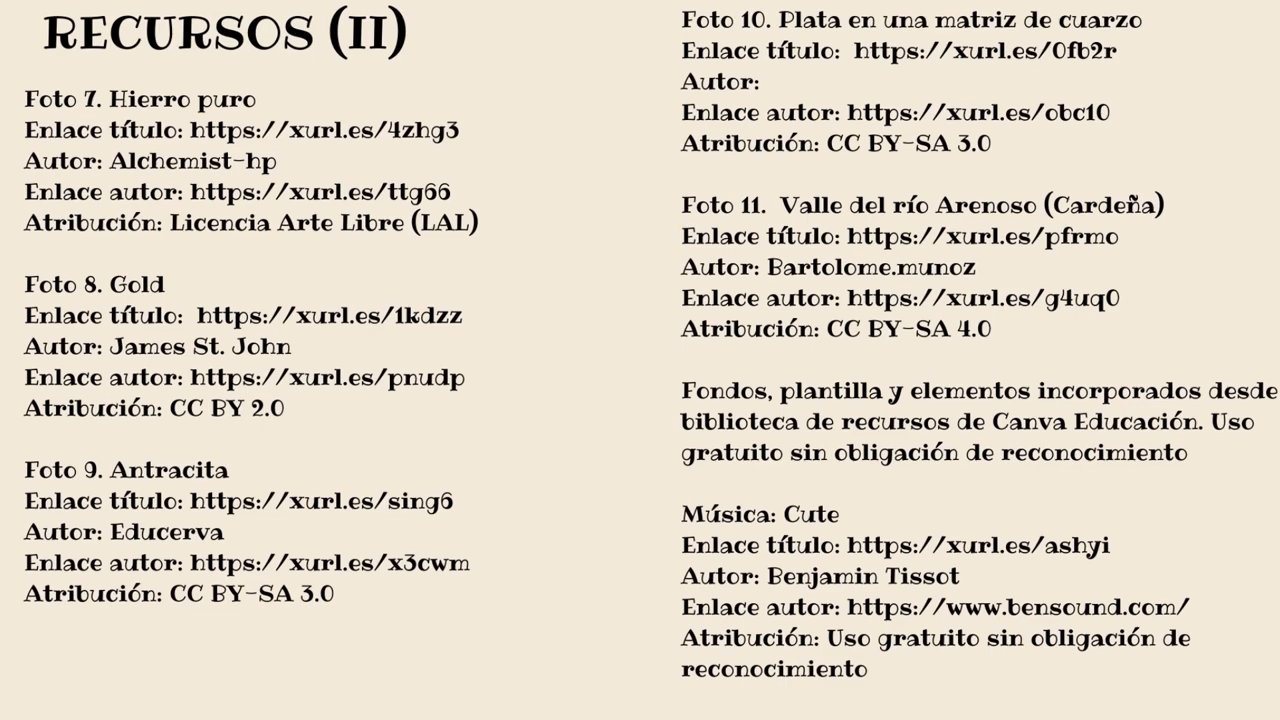 RECURSOS (II)
Foto 7. Hierro puro
Enlace título: https://xurl.es/4zhg3
Autor: Alchemist-hp
Enlace autor: https://xurl.es/ttg66
Atribución: Licencia Arte Libre (LAL)
Foto 8. Gold
Enlace título: https://xurl.es/1kdzz
Autor: James St. John
Enlace autor: https://xurl.es/pnudp
Atribución: CC BY 2.0
Foto 9. Antracita
Enlace título: https://xurl.es/sing6
Autor: Educerva
Enlace autor: https://xurl.es/x3cwm
Atribución: CC BY-SA 3.0
Foto 10. Plata en una matriz de cuarzo
Enlace título: https://xurl.es/0fb2r
Autor:
Enlace autor: https://xurl.es/obc10
Atribución: CC BY-SA 3.0
Foto 11. Valle del río Arenoso (Cardeña)
Enlace título: https://xurl.es/pfrmo
Autor: Bartolome.munoz
Enlace autor: https://xurl.es/g4uq0
Atribución: CC BY-SA 4.0
Fondos, plantilla y elementos incorporados desde
biblioteca de recursos de Canva Educación. Uso
gratuito sin obligación de reconocimiento
Música: Cute
Enlace título: https://xurl.es/ashyi
Autor: Benjamin Tissot
Enlace autor: https://www.bensound.com/
Atribución: Uso gratuito sin obligación de
reconocimiento